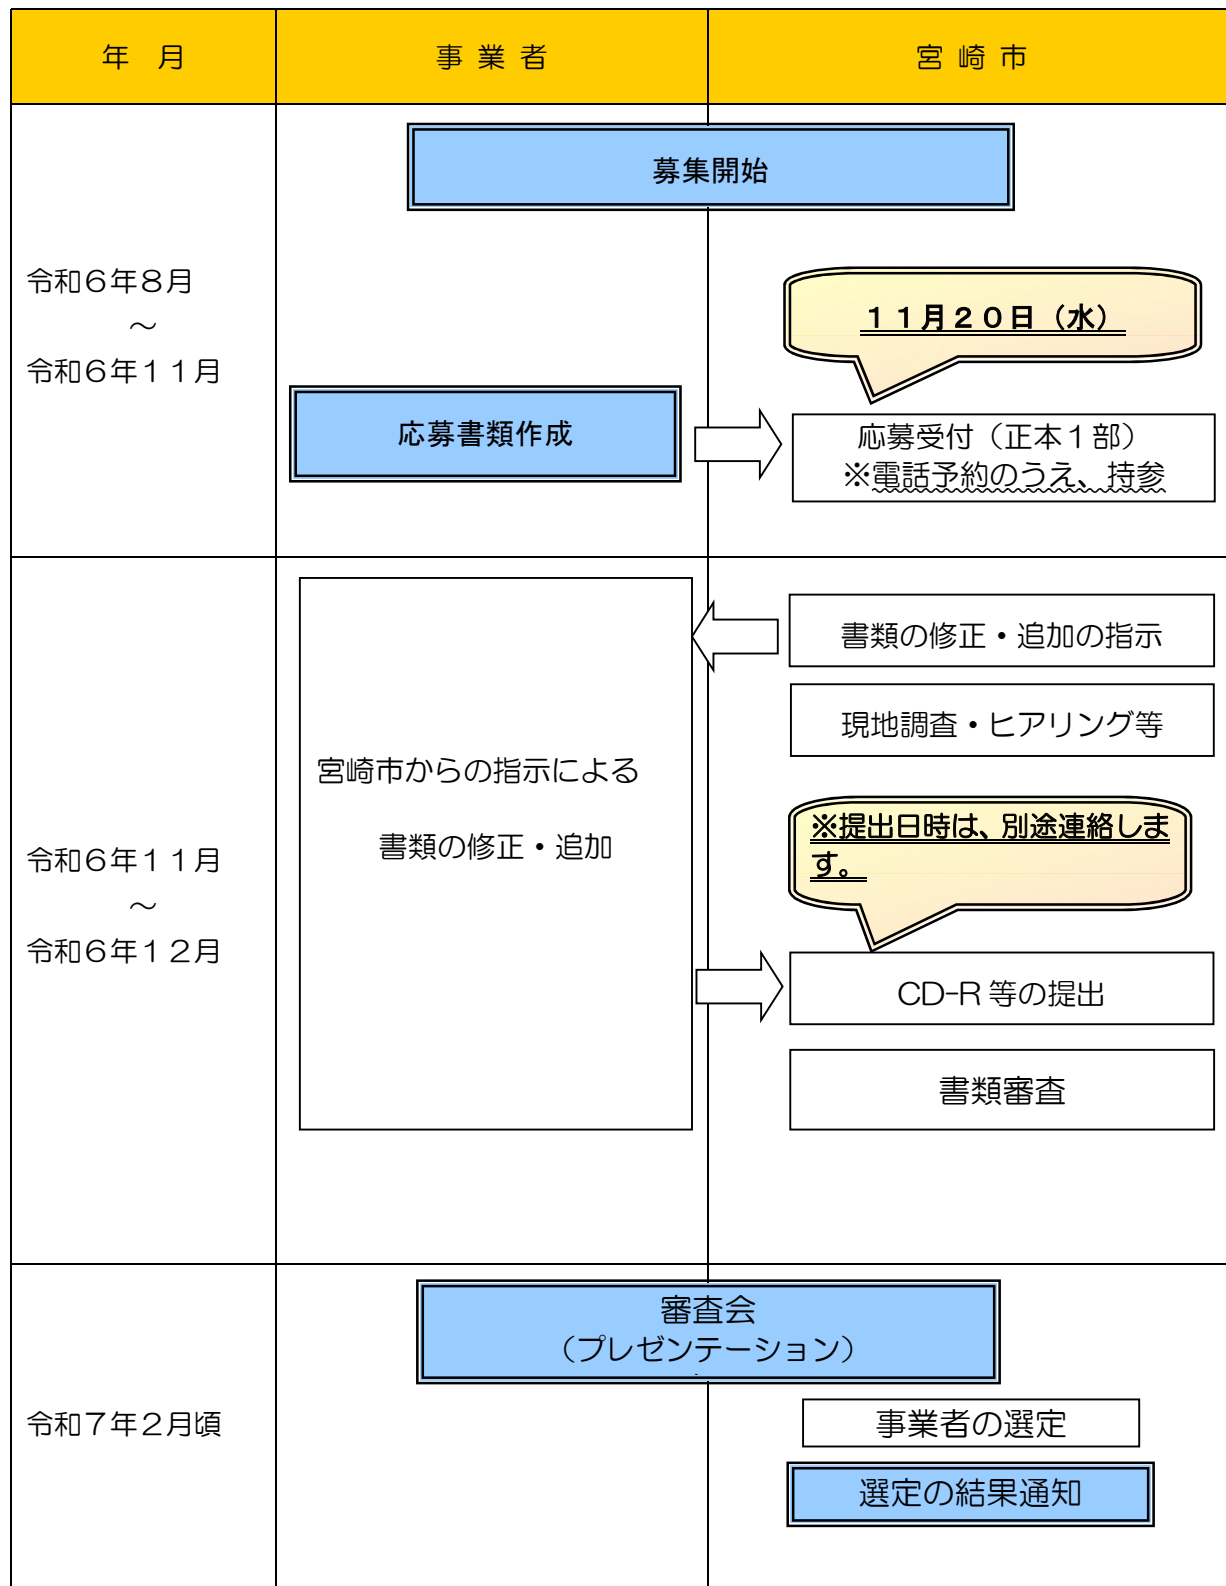 年　月
事 業 者
宮 崎 市
募集開始
令和６年８月
～
令和６年１１月
１１月２０日（水）
応募書類作成
応募受付（正本１部）
※電話予約のうえ、持参
令和６年１１月
～
令和６年１２月
宮崎市からの指示による
書類の修正・追加
書類の修正・追加の指示
現地調査・ヒアリング等
※提出日時は、別途連絡しま
す。
CD-R 等の提出
書類審査
令和７年２月頃
審査会
（プレゼンテーション）
事業者の選定
選定の結果通知